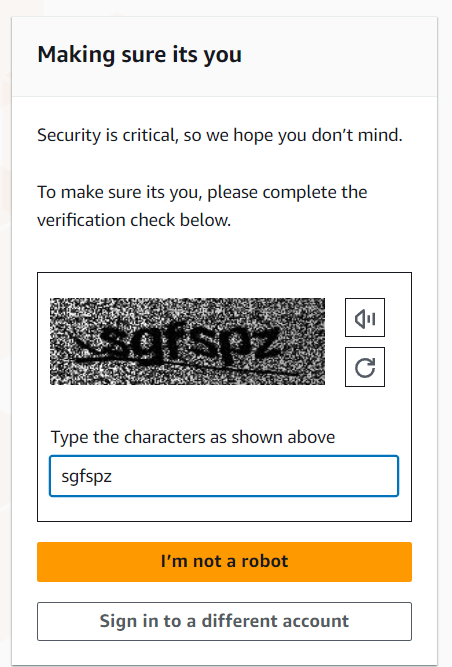 Making sure its you
Security is critical, so we hope you don’t mind.
To make sure its you, please complete the
verification check below.
sgfspz
Type the characters as shown above
sgfspz
I’m not a robot
Sign in to a different account